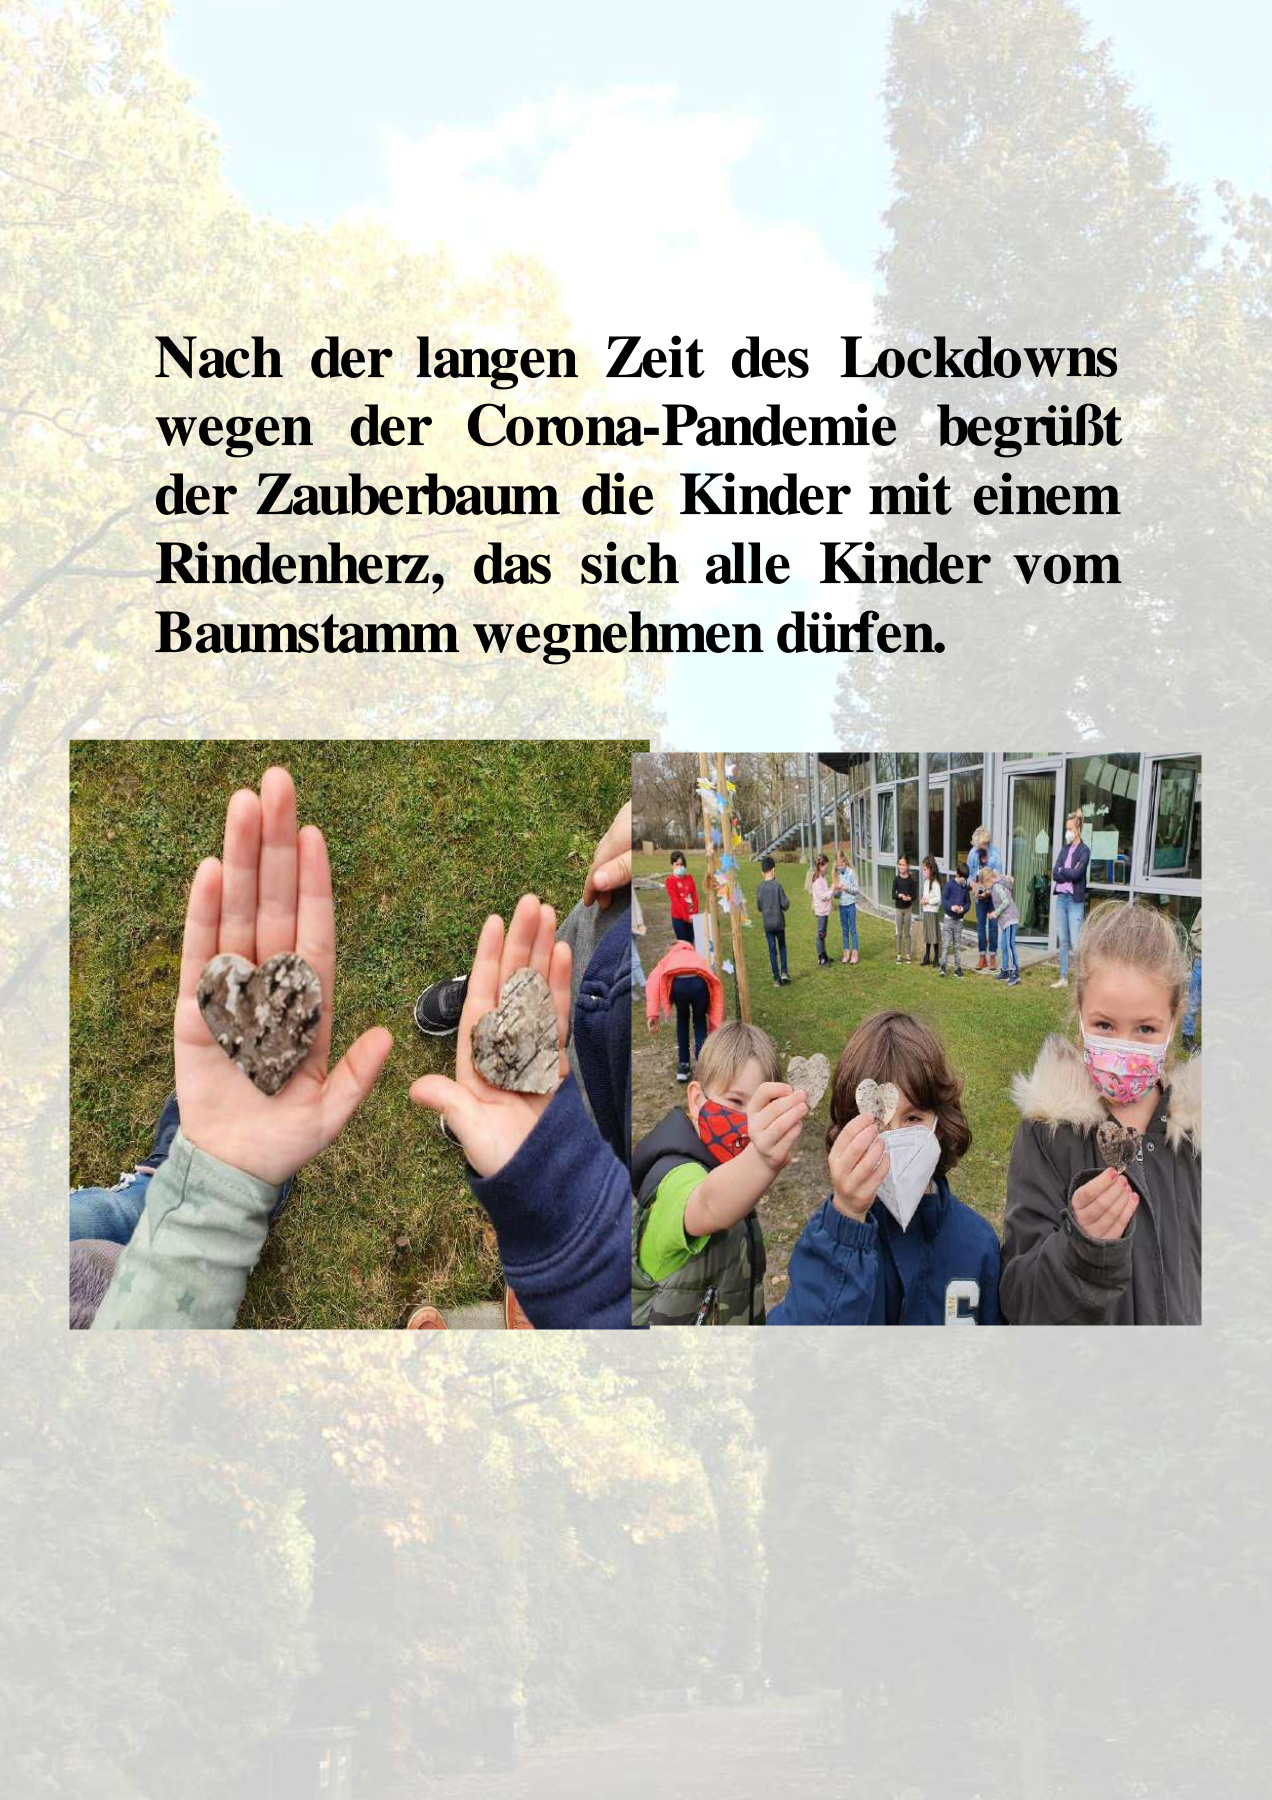 Nach der langen Zeit des Lockdowns
wegen der Corona-Pandemie begrüßt
der Zauberbaum die Kinder mit einem
Rindenherz, das sich alle Kinder vom
Baumstamm wegnehmen dürfen.